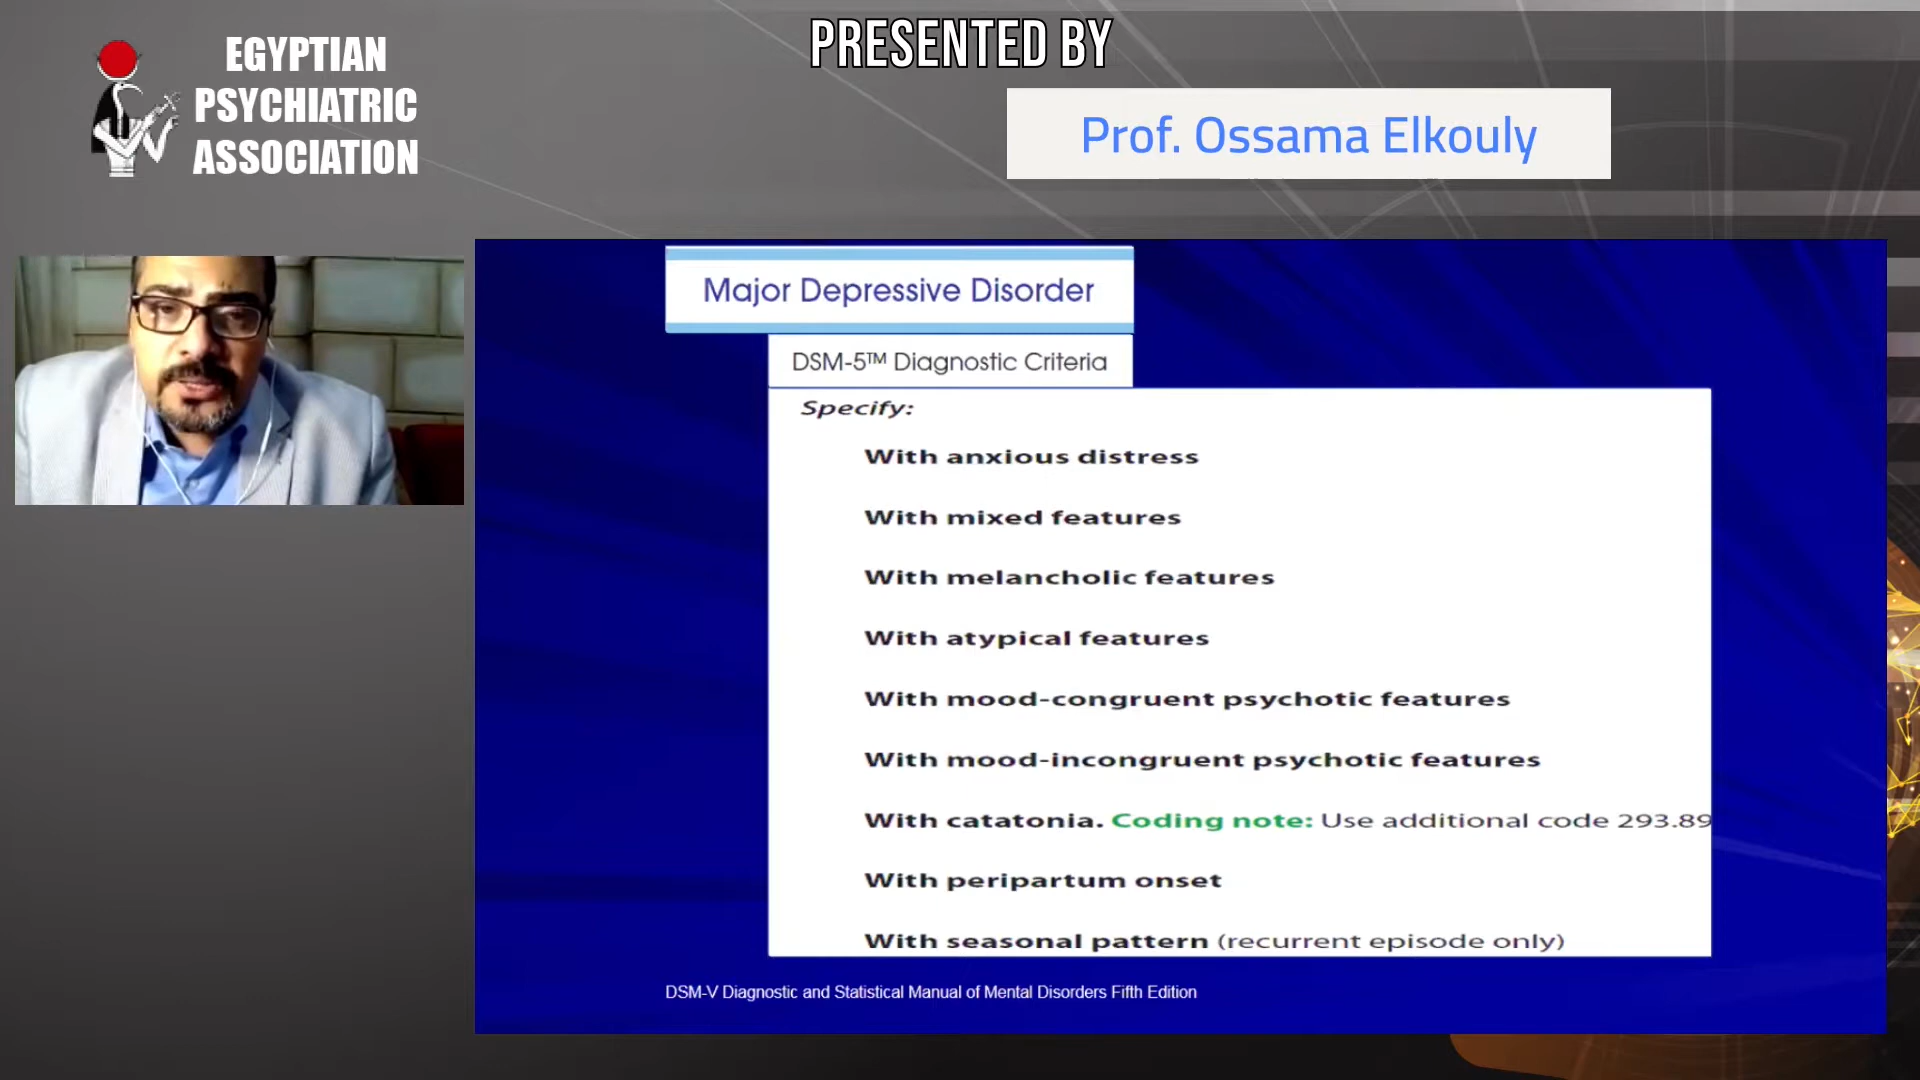 EGYPTIAN
PSYCHIATRIC
ASSOCIATION
PRESENTED BY
Prof. Ossama Elkouly
Major Depressive Disorder
DSM-5™ Diagnostic Criteria
Specify:
With anxious distress
With mixed features
With melancholic features
With atypical features
With mood-congruent psychotic features
With mood-incongruent psychotic features
With catatonia. Coding note: Use additional code 293.89
With peripartum onset
With seasonal pattern (recurrent episode only)
DSM-V Diagnostic and Statistical Manual of Mental Disorders Fifth Edition